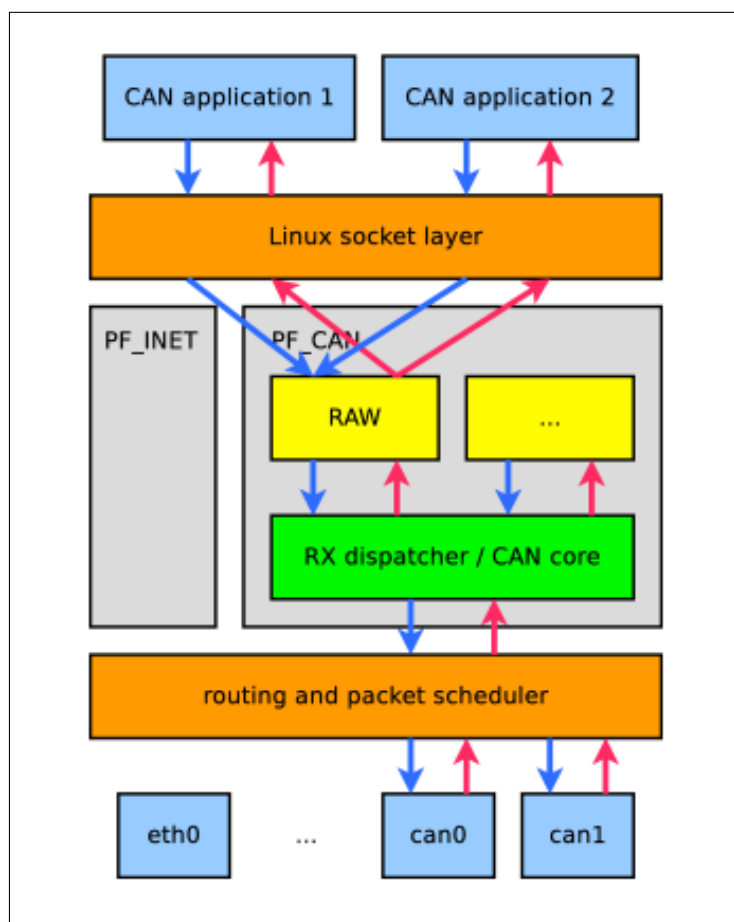 CAN application 1
CAN application 2
Linux socket layer
PF_INET
PF_CAN
RAW
...
RX dispatcher / CAN core
routing and packet scheduler
eth0
...
can0
can1